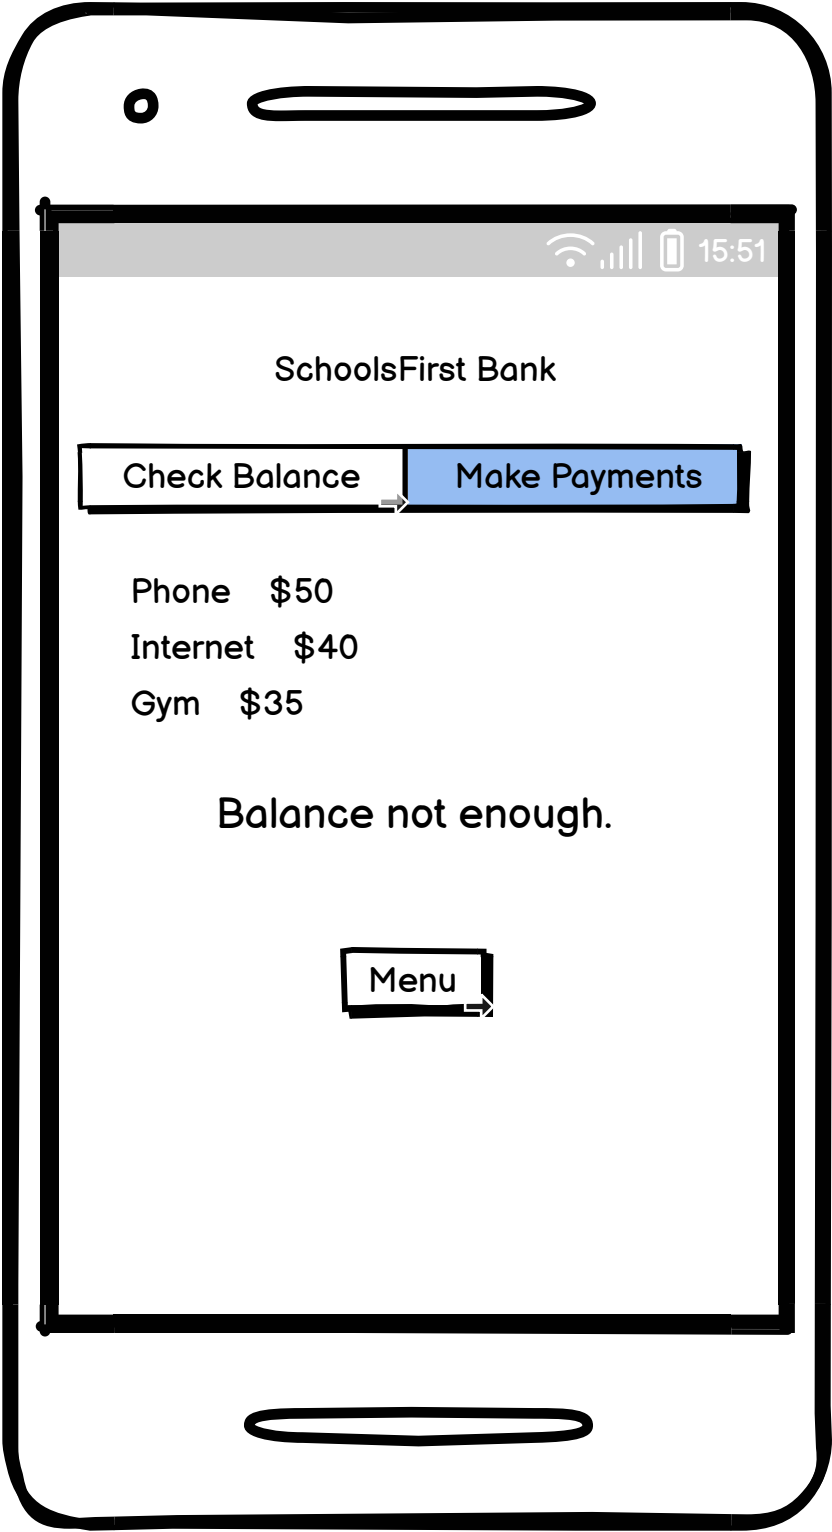 15:51
SchoolsFirst Bank
Check Balance Make Payments
Phone $50
Internet $40
Gym $35
Balance not enough.
Menu